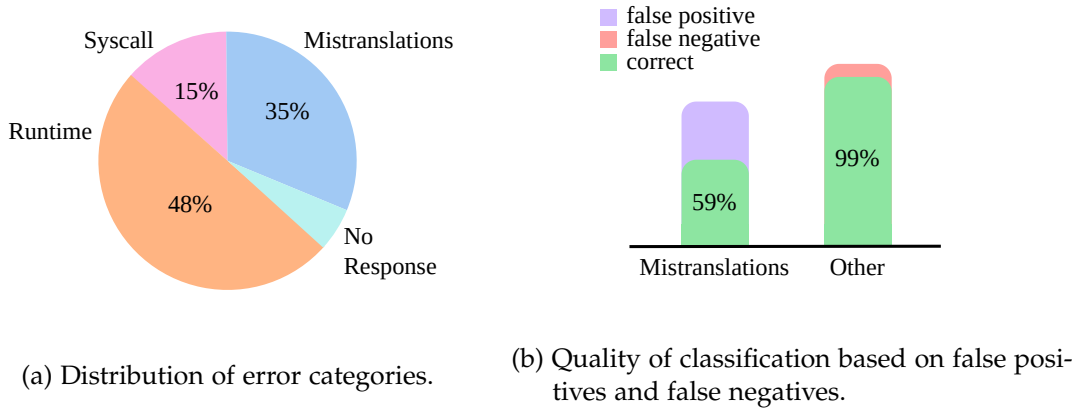 Syscall
Mistranslations
15%
35%
Runtime
48%
No
Response
(a) Distribution of error categories.
false positive
false negative
correct
99%
59%
Mistranslations
Other
(b) Quality of classification based on false posi-
tives and false negatives.